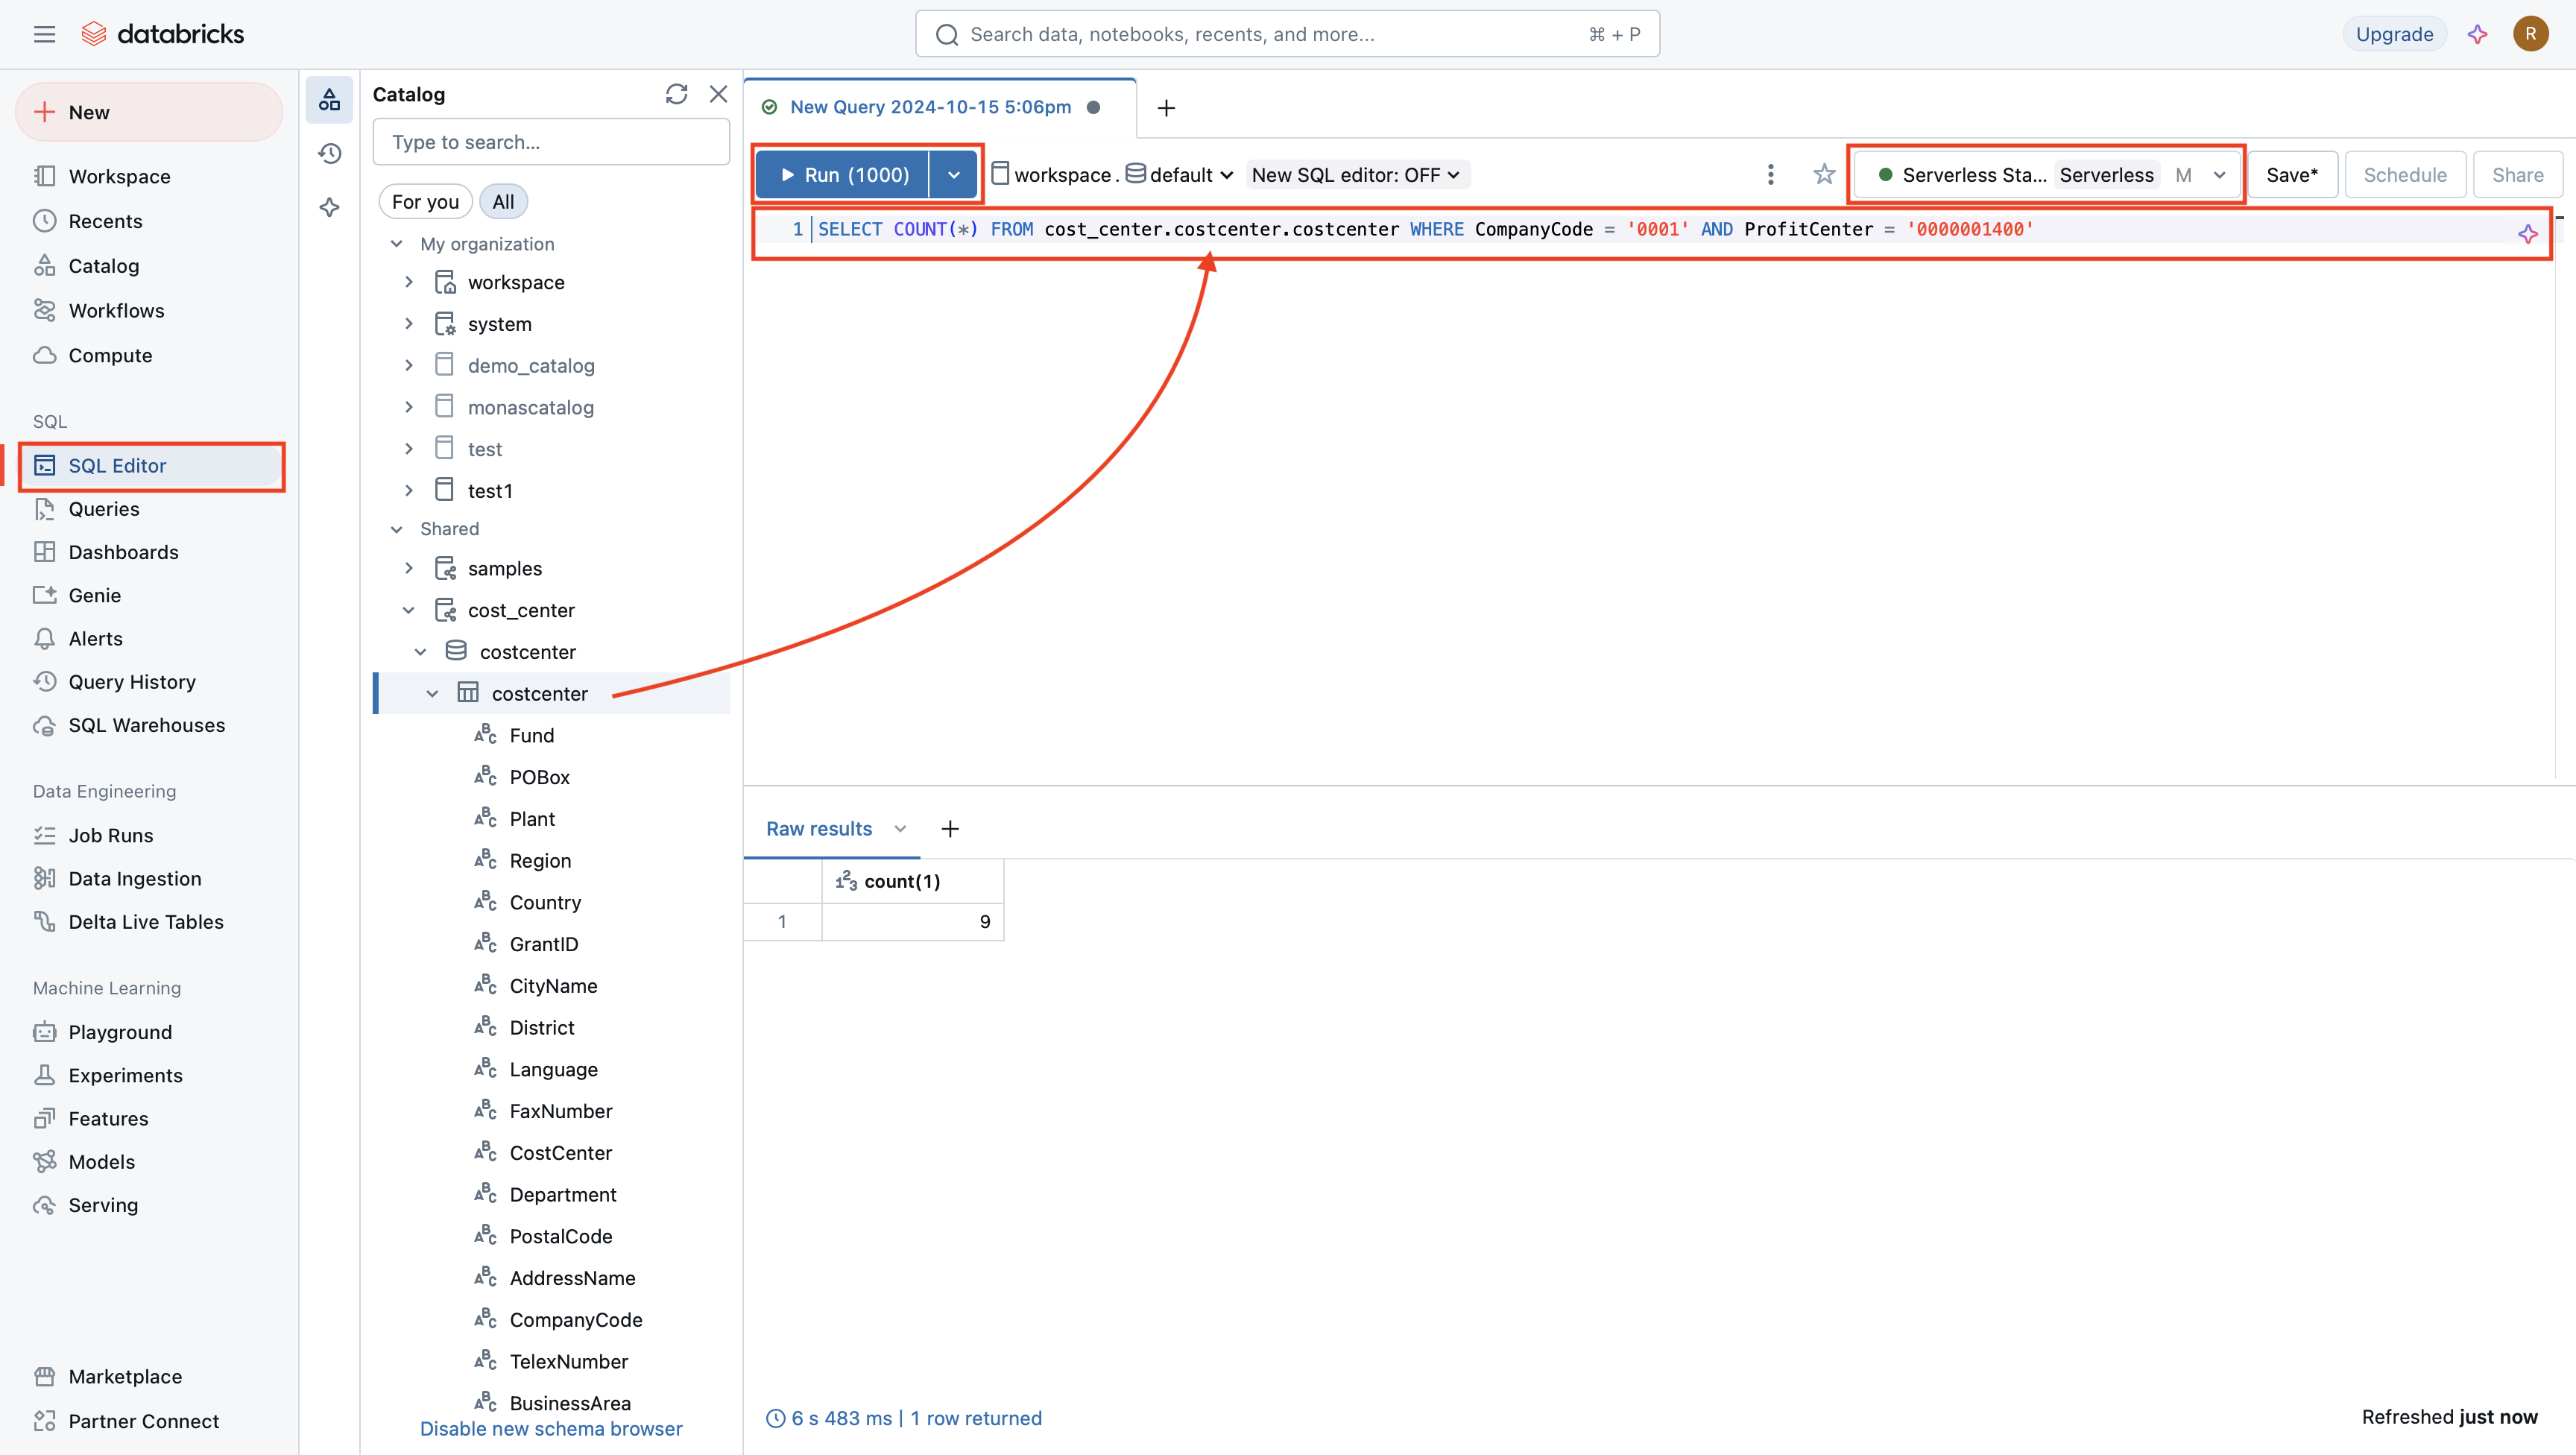 databricks
Search data, notebooks, recents, and more...
⌘ + P
Upgrade
R
New
Workspace
Recents
Catalog
Workflows
Compute
SQL
SQL Editor
Queries
Dashboards
Genie
Alerts
Query History
SQL Warehouses
Data Engineering
Job Runs
Data Ingestion
Delta Live Tables
Machine Learning
Playground
Experiments
Features
Models
Serving
Marketplace
Partner Connect
Catalog
Type to search...
For you
All
My organization
workspace
system
demo_catalog
monascatalog
test
test1
Shared
samples
cost_center
costcenter
costcenter
Fund
POBox
Plant
Region
Country
GrantID
CityName
District
Language
FaxNumber
CostCenter
Department
PostalCode
AddressName
CompanyCode
TelexNumber
BusinessArea
Disable new schema browser
New Query 2024-10-15 5:06pm
Run (1000)
workspace . default
New SQL editor: OFF
Serverless Sta... Serverless M
Save*
Schedule
Share
1 SELECT COUNT(*) FROM cost_center.costcenter.costcenter WHERE CompanyCode = '0001' AND ProfitCenter = '0000001400'
Raw results
count(1)
1 9
6 s 483 ms | 1 row returned
Refreshed just now